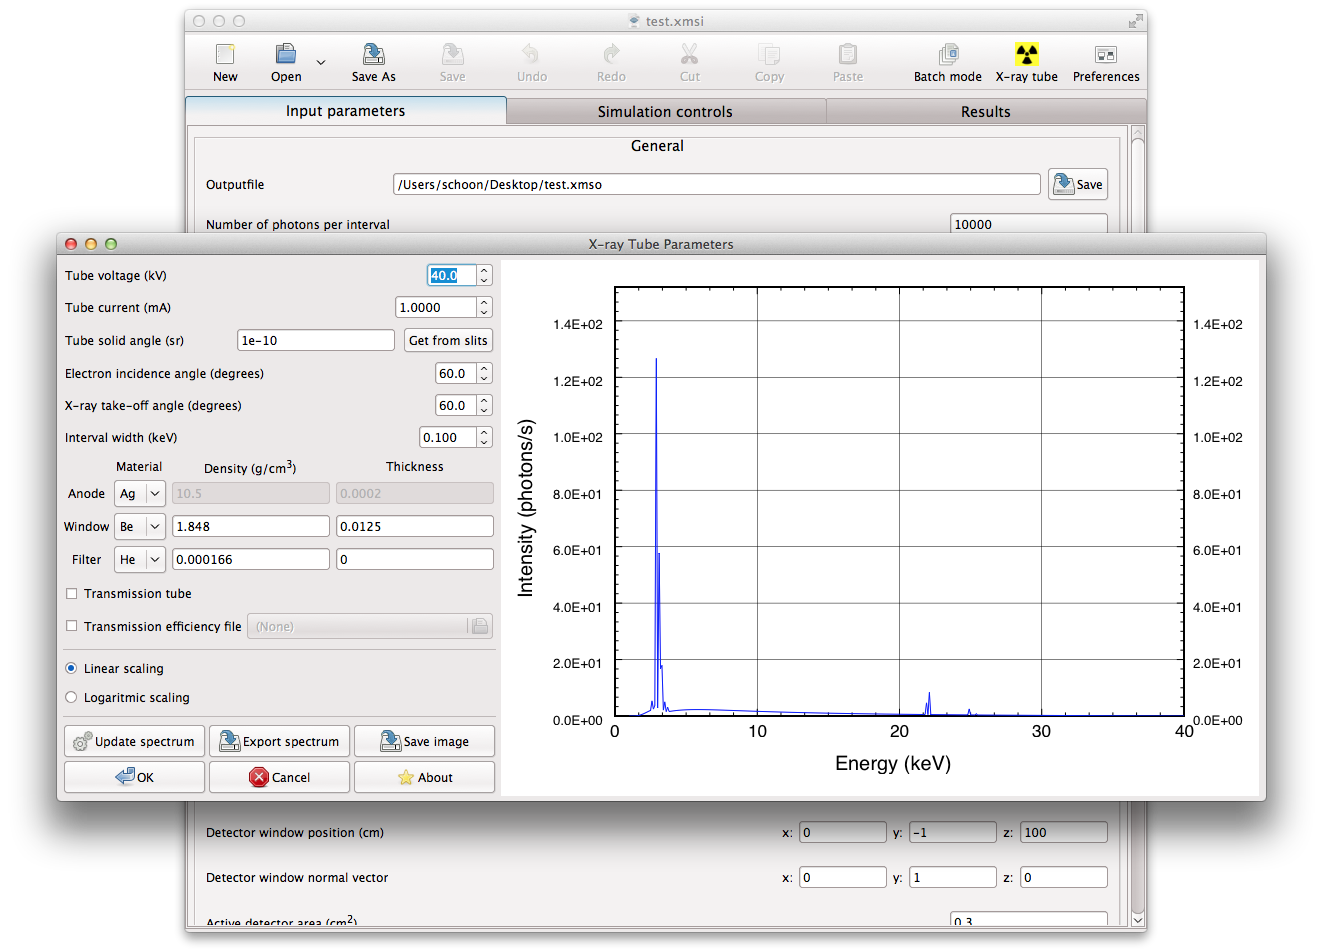 test.xmsi
New Open Save As Save Undo Redo Cut Copy Paste Batch mode X-ray tube Preferences
Input parameters Simulation controls Results
General
Outputfile /Users/schoon/Desktop/test.xmso Save
Number of photons per interval 10000
X-ray Tube Parameters
Tube voltage (kV) 40.0
Tube current (mA) 1.0000
Tube solid angle (sr) 1e-10 Get from slits
Electron incidence angle (degrees) 60.0
X-ray take-off angle (degrees) 60.0
Interval width (keV) 0.100
Material Density (g/cm3) Thickness
Anode Ag 10.5 0.0002
Window Be 1.848 0.0125
Filter He 0.000166 0
Transmission tube
Transmission efficiency file (None)
Linear scaling
Logaritmic scaling
Update spectrum Export spectrum Save image
OK Cancel About
Intensity (photons/s)
1.4E+02 1.4E+02
1.2E+02 1.2E+02
1.0E+02 1.0E+02
8.0E+01 8.0E+01
6.0E+01 6.0E+01
4.0E+01 4.0E+01
2.0E+01 2.0E+01
0.0E+00 0.0E+00
0 10 20 30 40
Energy (keV)
Detector window position (cm) x: 0 y: -1 z: 100
Detector window normal vector x: 0 y: 1 z: 0
Active detector area (cm2) 0.3